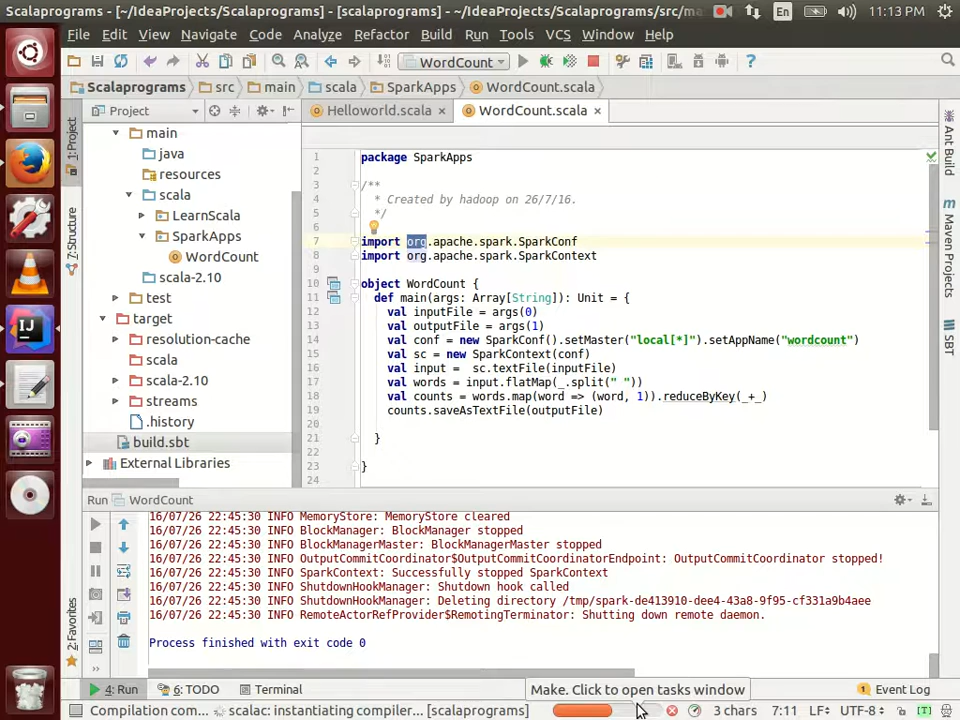 Scalaprograms - [~/IdeaProjects/Scalaprograms] - [scalaprograms] - ~/IdeaProjects/Scalaprograms/src/ma
En
11:13 PM
File Edit View Navigate Code Analyze Refactor Build Run Tools VCS Window Help
WordCount
Scalaprograms src main scala SparkApps WordCount.scala
Project
Helloworld.scala
WordCount.scala
main
java
resources
scala
LearnScala
SparkApps
WordCount
scala-2.10
test
target
resolution-cache
scala
scala-2.10
streams
.history
build.sbt
External Libraries
1: Project
7: Structure
2: Favorites
Ant Build
Maven Projects
SBT
1 package SparkApps
2
3 /**
4 * Created by hadoop on 26/7/16.
5 */
6
7 import org.apache.spark.SparkConf
8 import org.apache.spark.SparkContext
9
10 object WordCount {
11 def main(args: Array[String]): Unit = {
12 val inputFile = args(0)
13 val outputFile = args(1)
14 val conf = new SparkConf().setMaster("local[*]").setAppName("wordcount")
15 val sc = new SparkContext(conf)
16 val input =  sc.textFile(inputFile)
17 val words = input.flatMap(_.split(" "))
18 val counts = words.map(word => (word, 1)).reduceByKey(_+_)
19 counts.saveAsTextFile(outputFile)
20
21 }
22
23 }
24
Run WordCount
16/07/26 22:45:30 INFO MemoryStore: MemoryStore cleared
16/07/26 22:45:30 INFO BlockManager: BlockManager stopped
16/07/26 22:45:30 INFO BlockManagerMaster: BlockManagerMaster stopped
16/07/26 22:45:30 INFO OutputCommitCoordinator$OutputCommitCoordinatorEndpoint: OutputCommitCoordinator stopped!
16/07/26 22:45:30 INFO SparkContext: Successfully stopped SparkContext
16/07/26 22:45:30 INFO ShutdownHookManager: Shutdown hook called
16/07/26 22:45:30 INFO ShutdownHookManager: Deleting directory /tmp/spark-de413910-dee4-43a8-9f95-cf331a9b4aee
16/07/26 22:45:30 INFO RemoteActorRefProvider$RemotingTerminator: Shutting down remote daemon.
Process finished with exit code 0
4: Run
6: TODO
Terminal
Make. Click to open tasks window
1 Event Log
Compilation com scalac: instantiating compiler... [scalaprograms]
3 chars 7:11 LF UTF-8 [T]